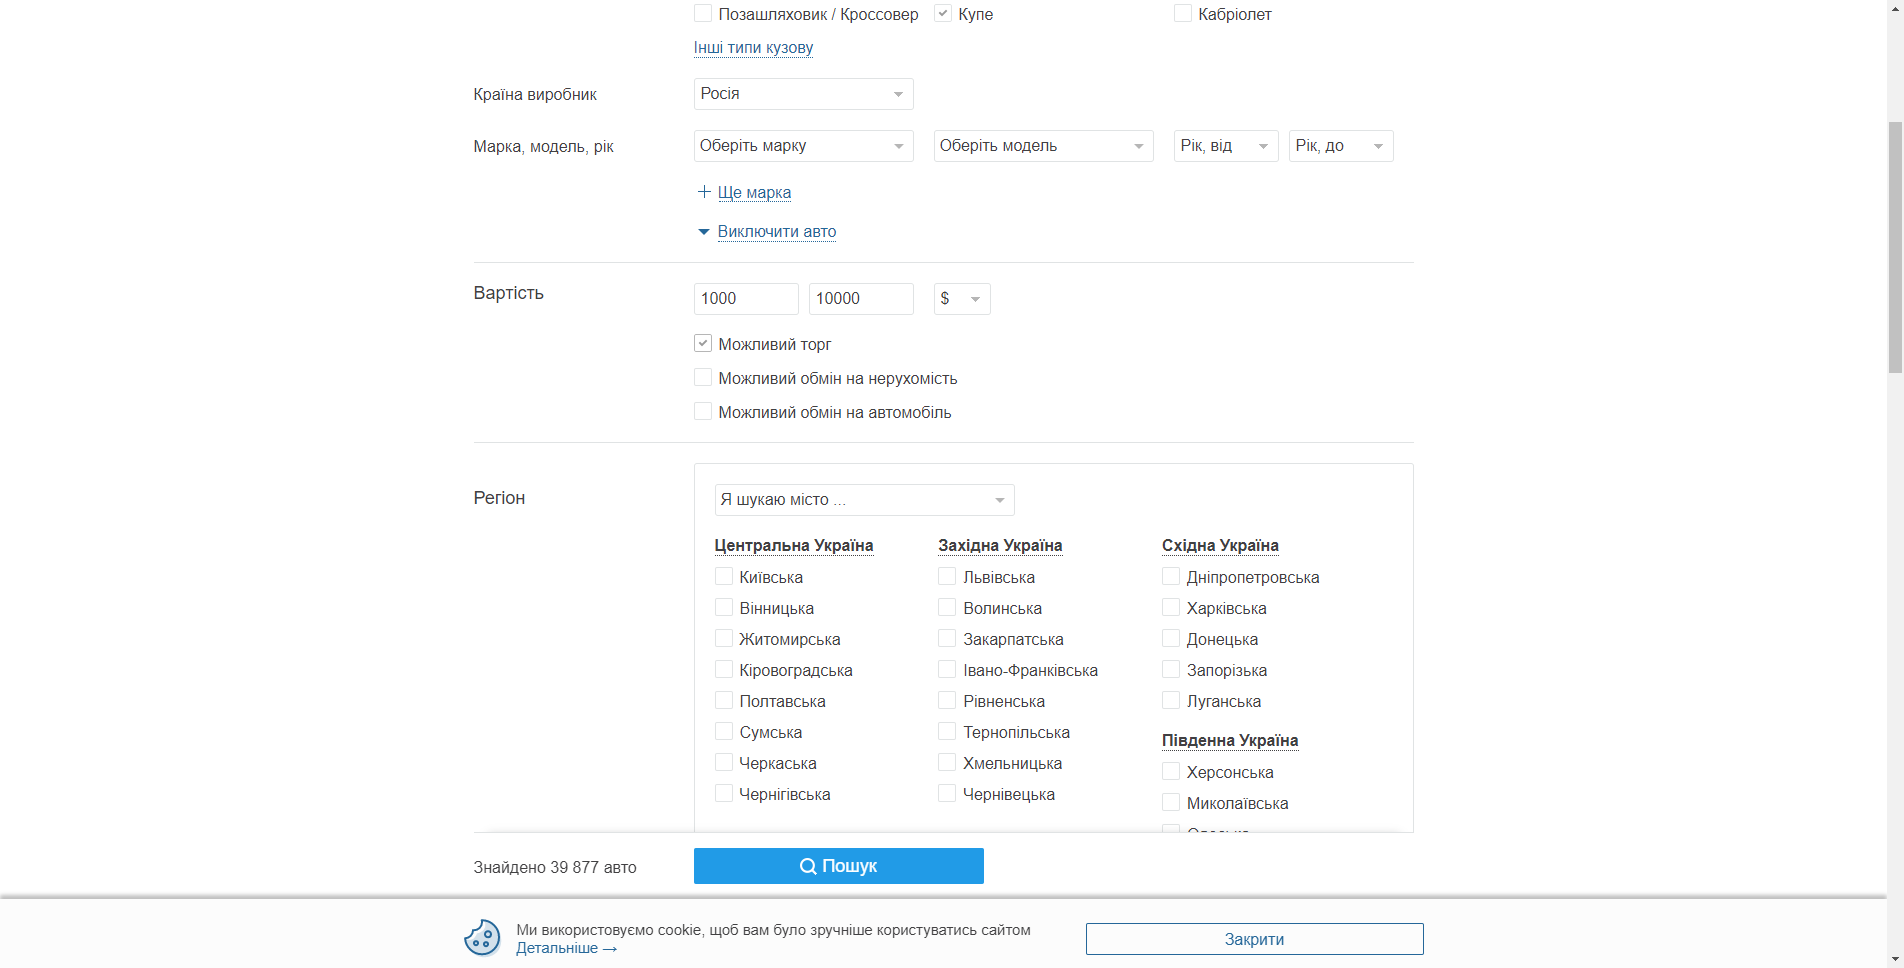 Позашляховик / Кроссовер Купе Кабріолет
Інші типи кузову
Країна виробник Росія
Марка, модель, рік Оберіть марку Оберіть модель Рік, від Рік, до
Ще марка
Виключити авто
Вартість 1000 10000 $
Можливий торг
Можливий обмін на нерухомість
Можливий обмін на автомобіль
Регіон
Я шукаю місто ...
Центральна Україна
Київська
Вінницька
Житомирська
Кіровоградська
Полтавська
Сумська
Черкаська
Чернігівська
Західна Україна
Львівська
Волинська
Закарпатська
Івано-Франківська
Рівненська
Тернопільська
Хмельницька
Чернівецька
Східна Україна
Дніпропетровська
Харківська
Донецька
Запорізька
Луганська
Південна Україна
Херсонська
Миколаївська
Знайдено 39 877 авто Пошук
Ми використовуємо cookie, щоб вам було зручніше користуватись сайтом
Детальніше →
Закрити